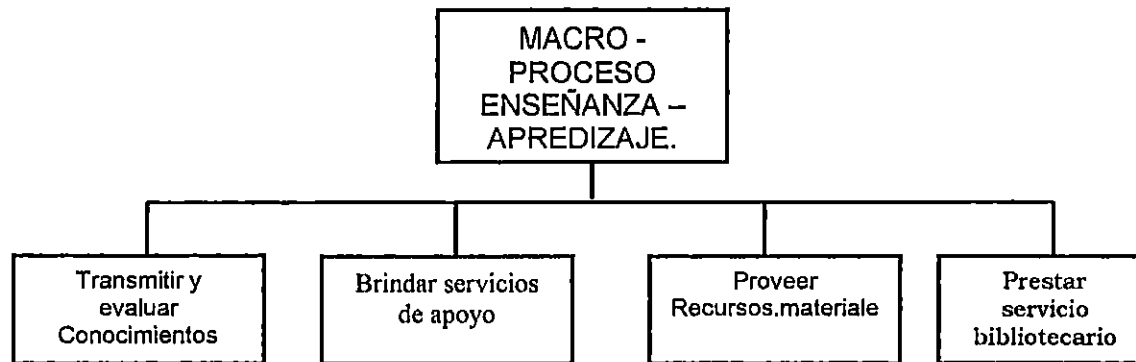 MACRO -
PROCESO
ENSEÑANZA –
APREDIZAJE.
Transmitir y
evaluar
Conocimientos
Brindar servicios
de apoyo
Proveer
Recursos.materiale
Prestar
servicio
bibliotecario